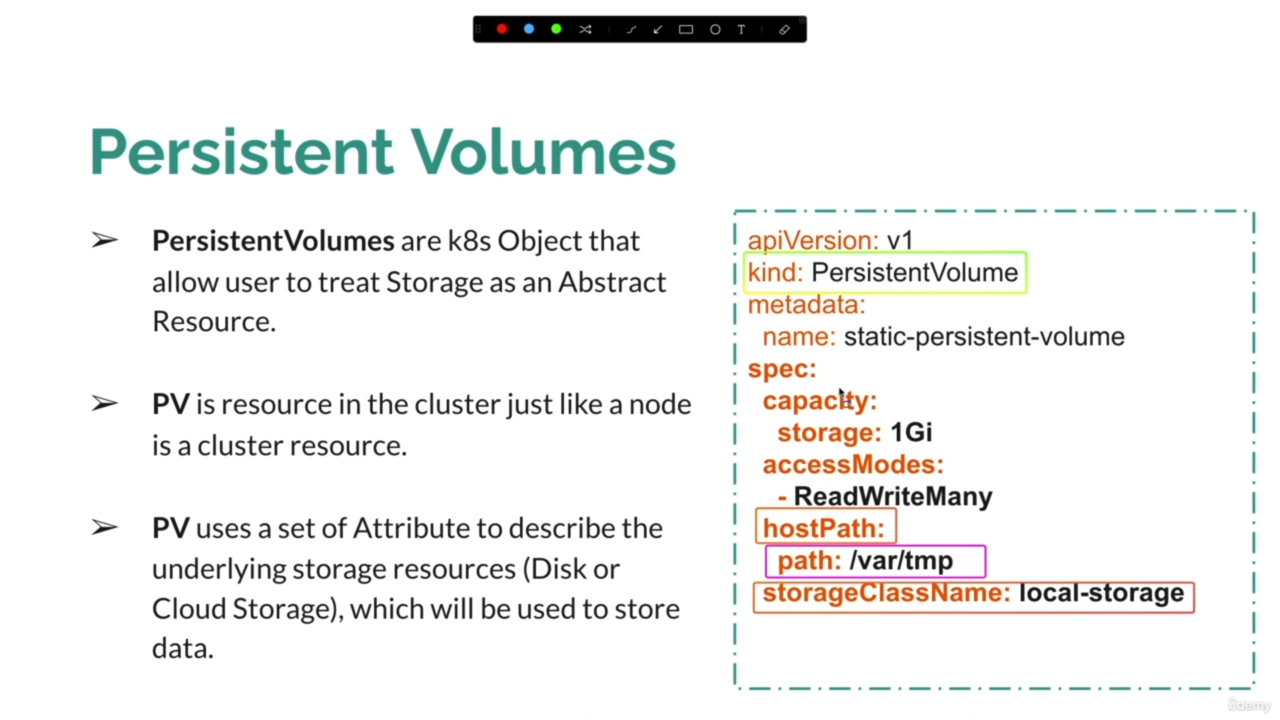 T
Persistent Volumes
➢ PersistentVolumes are k8s Object that
allow user to treat Storage as an Abstract
Resource.
➢ PV is resource in the cluster just like a node
is a cluster resource.
➢ PV uses a set of Attribute to describe the
underlying storage resources (Disk or
Cloud Storage), which will be used to store
data.
apiVersion: v1
kind: PersistentVolume
metadata:
name: static-persistent-volume
spec:
capacity:
storage: 1Gi
accessModes:
- ReadWriteMany
hostPath:
path: /var/tmp
storageClassName: local-storage
ûdemy